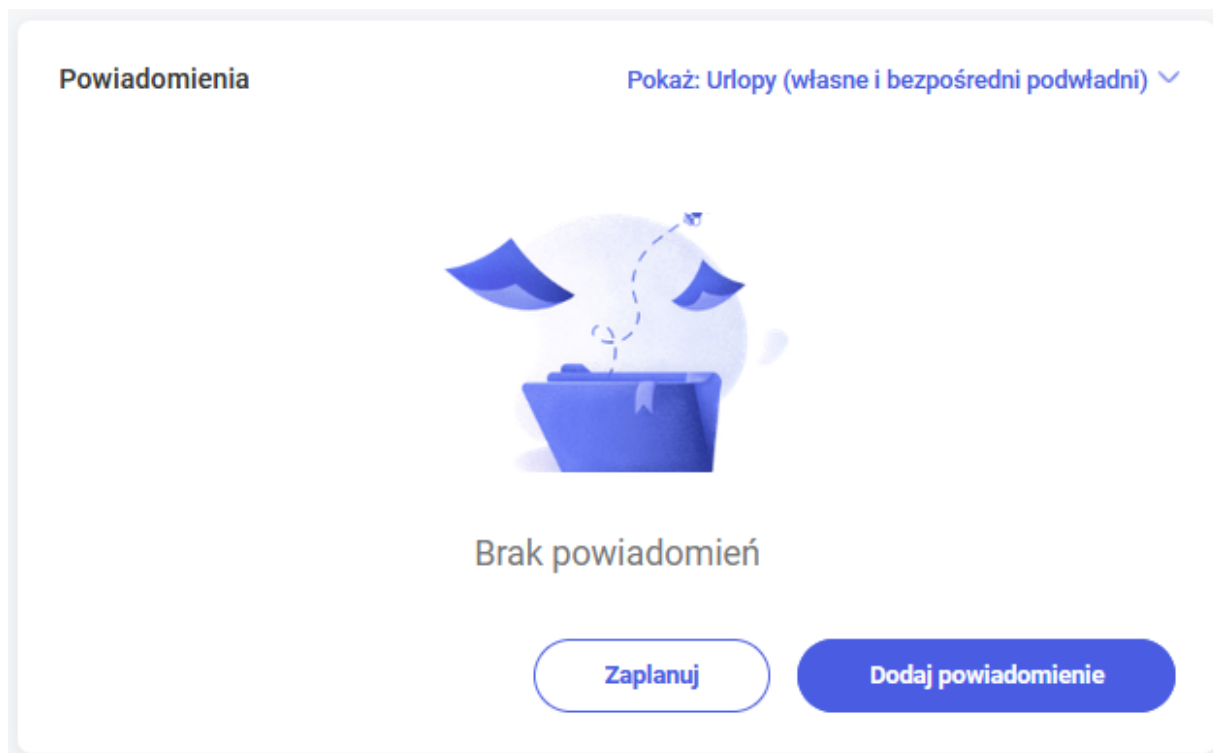 Powiadomienia
Pokaż: Urlopy (własne i bezpośredni podwładni)
Brak powiadomień
Zaplanuj
Dodaj powiadomienie